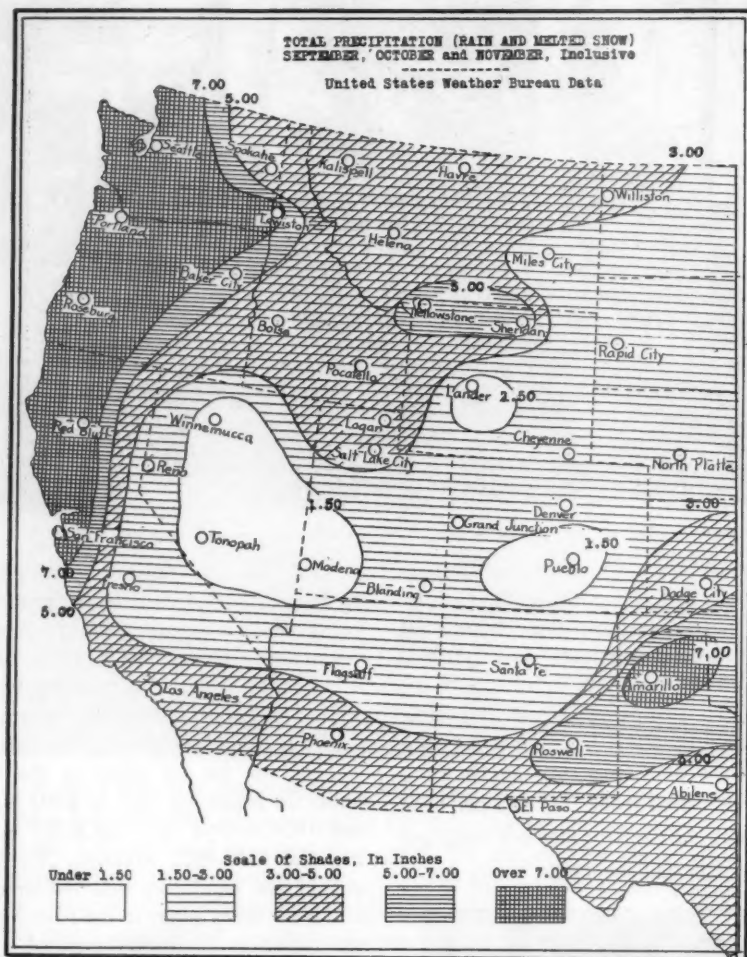 TOTAL PRECIPITATION (RAIN AND MELTED SNOW)
SEPTEMBER, OCTOBER and NOVEMBER, Inclusive
United States Weather Bureau Data
7.00
5.00
3.00
Seattle
Spokane
Kalispell
Havre
Williston
Portland
Lewiston
Helena
Miles City
Baker City
5.00
Yellowstone
Sheridan
Roseburg
Boise
Rapid City
Pocatello
Lander
Red Bluff
Winnemucca
Logan
Cheyenne
Reno
Salt Lake City
North Platte
1.50
Denver
3.00
San Francisco
Tonopah
Grand Junction
1.50
7.00
Modena
Pueblo
Fresno
Blanding
Dodge City
5.00
7.00
Flagstaff
Santa Fe
Amarillo
Los Angeles
Phoenix
Roswell
Abilene
El Paso
Scale Of Shades, In Inches
Under 1.50
1.50-3.00
3.00-5.00
5.00-7.00
Over 7.00